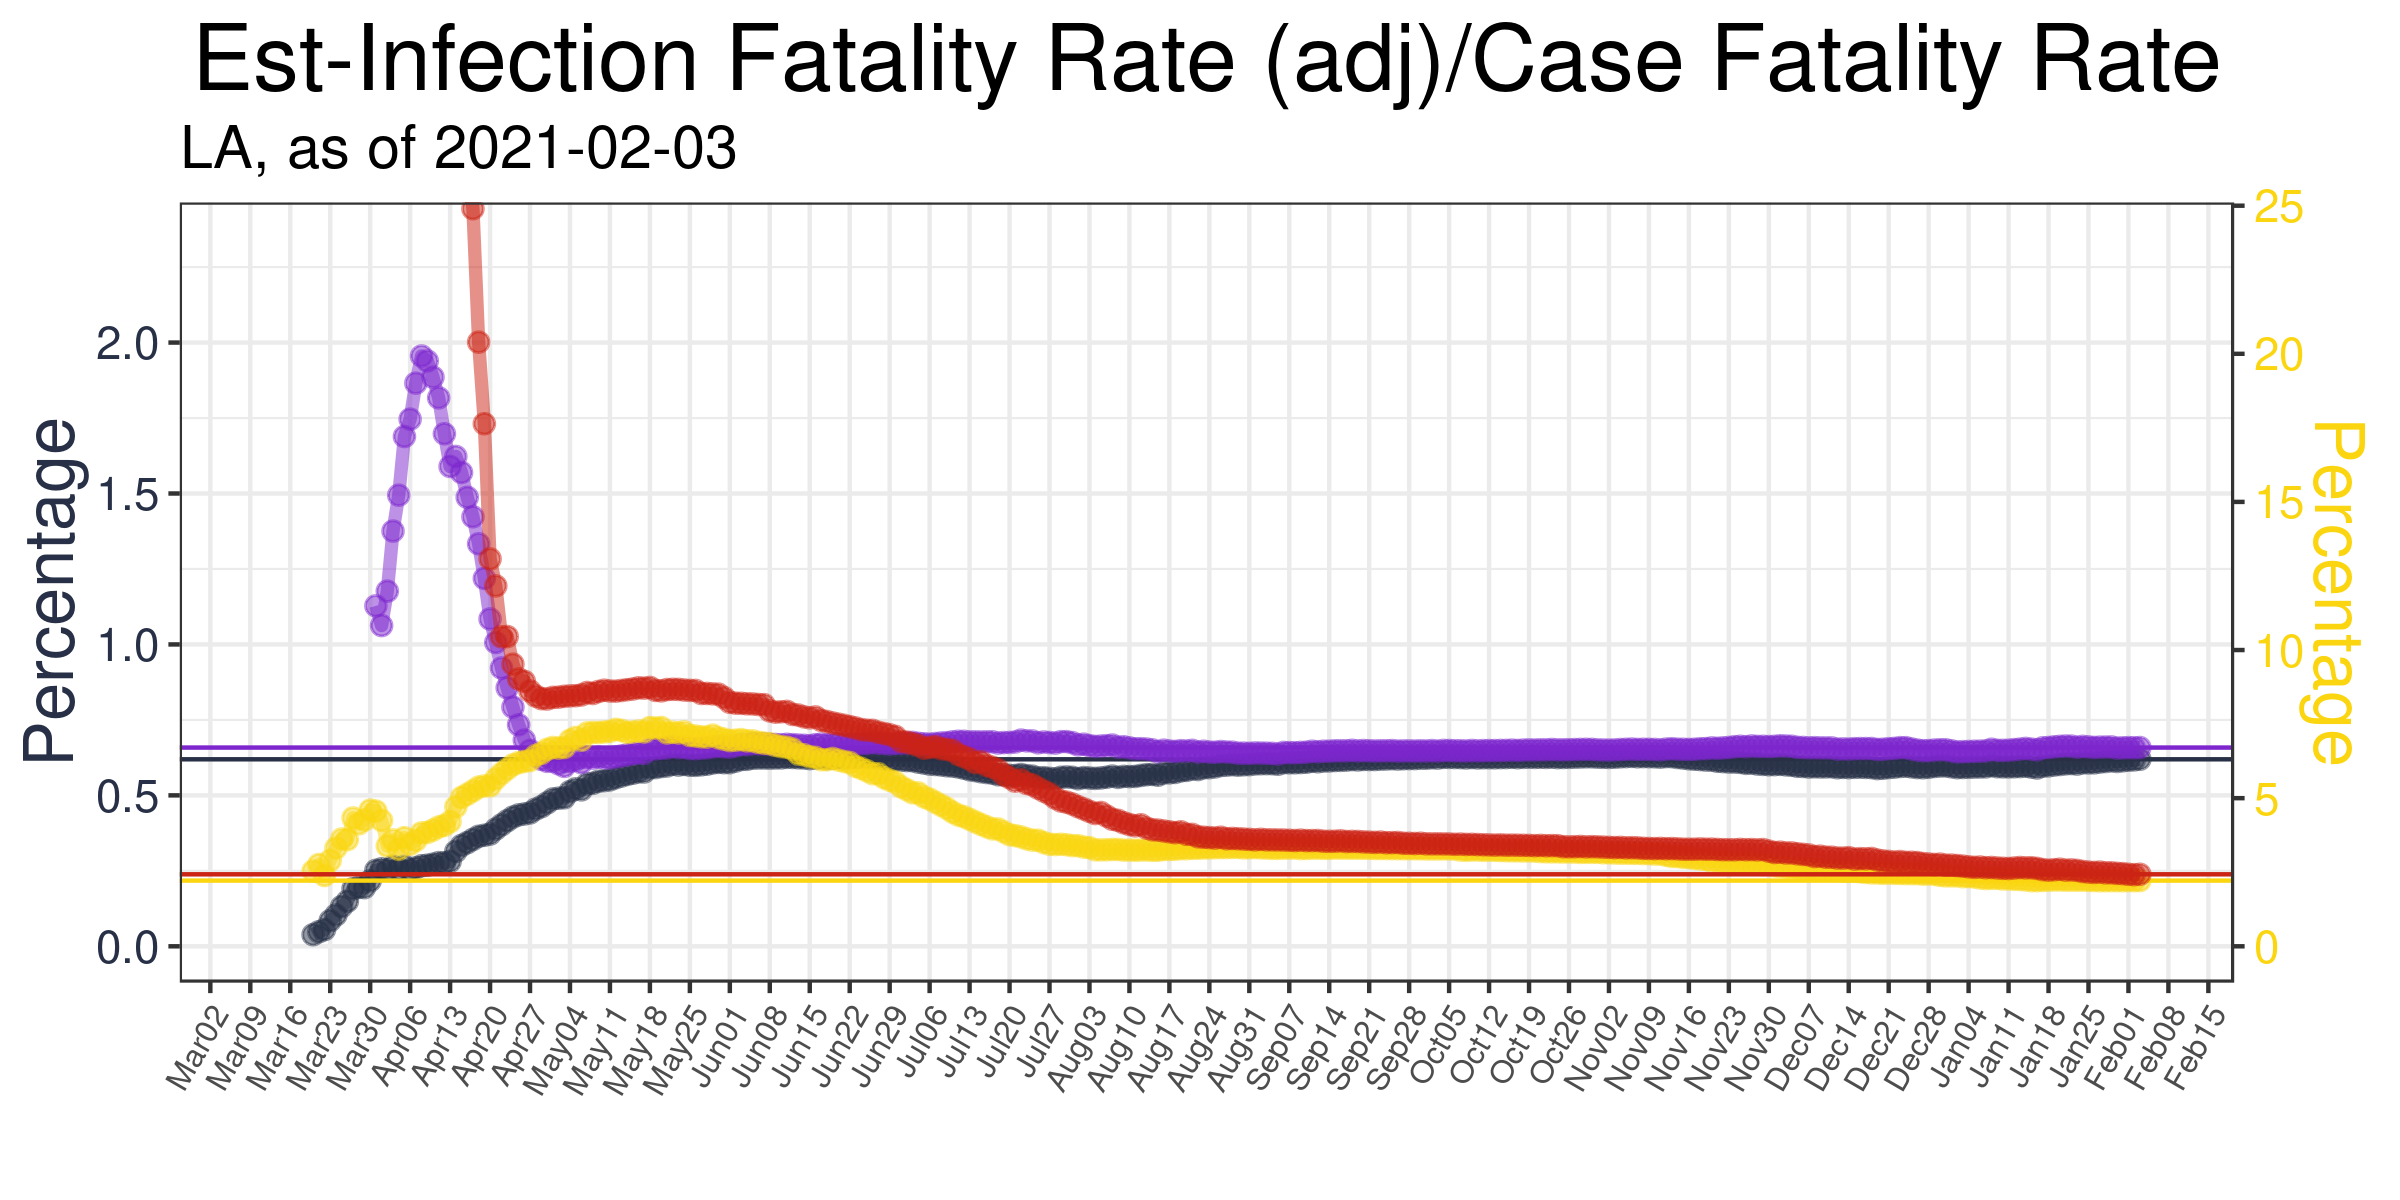 Est-Infection Fatality Rate (adj)/Case Fatality Rate
LA, as of 2021-02-03
Percentage
2.0
1.5
1.0
0.5
0.0
25
20
15
10
5
0
Percentage
Mar02
Mar09
Mar16
Mar23
Mar30
Apr06
Apr13
Apr20
Apr27
May04
May11
May18
May25
Jun01
Jun08
Jun15
Jun22
Jun29
Jul06
Jul13
Jul20
Jul27
Aug03
Aug10
Aug17
Aug24
Aug31
Sep07
Sep14
Sep21
Sep28
Oct05
Oct12
Oct19
Oct26
Nov02
Nov09
Nov16
Nov23
Nov30
Dec07
Dec14
Dec21
Dec28
Jan04
Jan11
Jan18
Jan25
Feb01
Feb08
Feb15